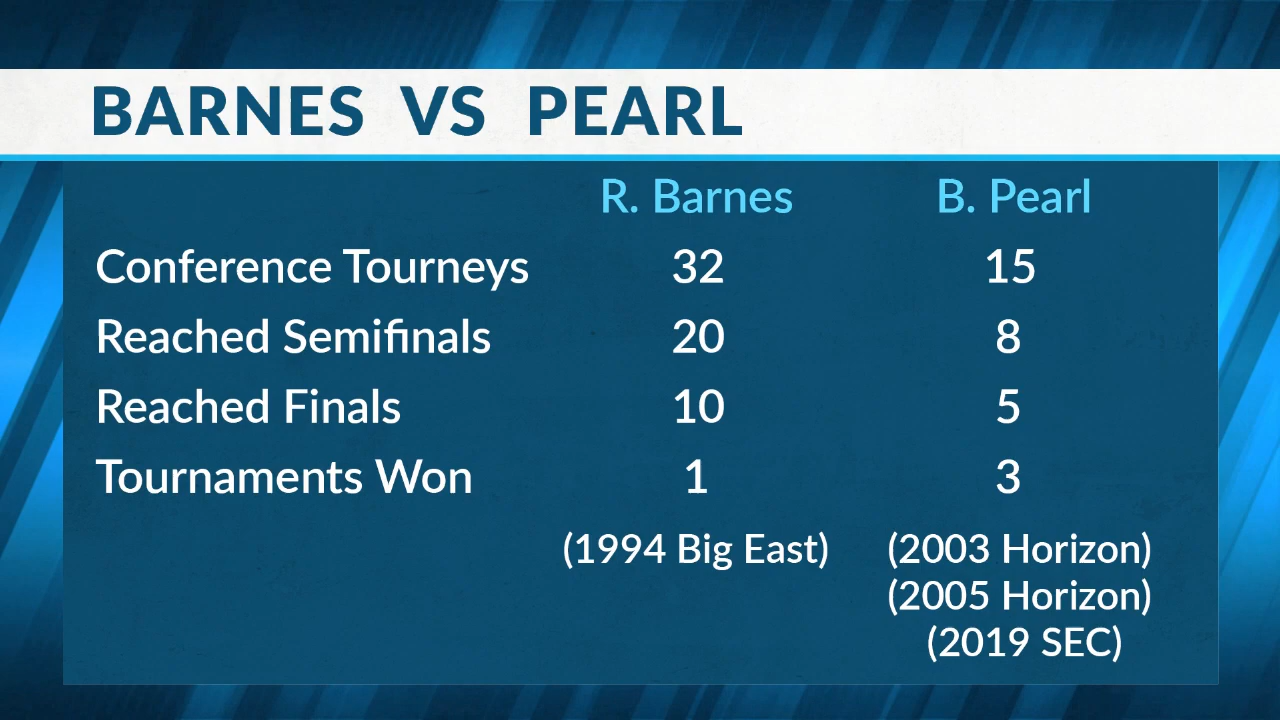 BARNES VS PEARL
R. Barnes B. Pearl
Conference Tourneys 32 15
Reached Semifinals 20 8
Reached Finals 10 5
Tournaments Won 1 3
(1994 Big East) (2003 Horizon)
(2005 Horizon)
(2019 SEC)